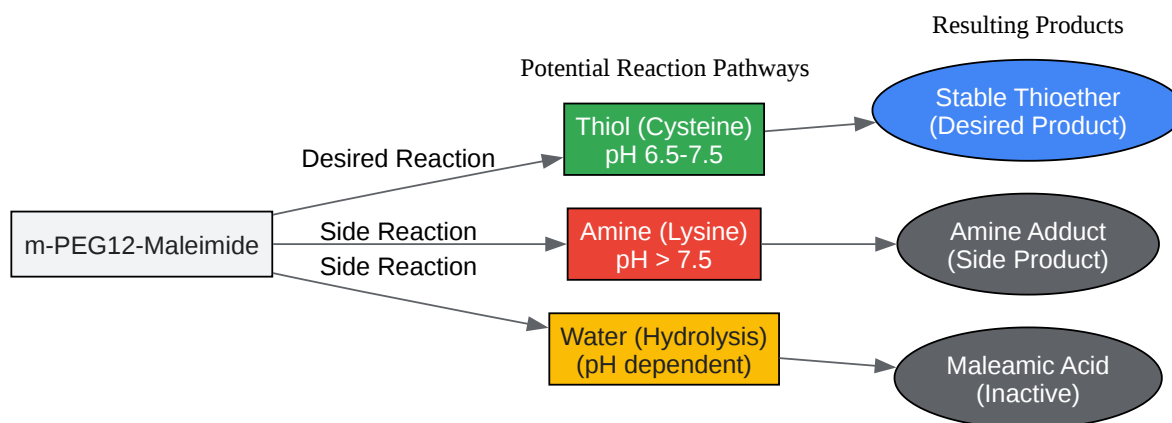 Resulting Products
Potential Reaction Pathways
Stable Thioether
(Desired Product)
Thiol (Cysteine)
pH 6.5-7.5
Desired Reaction
m-PEG12-Maleimide
Side Reaction
Amine (Lysine)
pH > 7.5
Amine Adduct
(Side Product)
Side Reaction
Water (Hydrolysis)
(pH dependent)
Maleamic Acid
(Inactive)